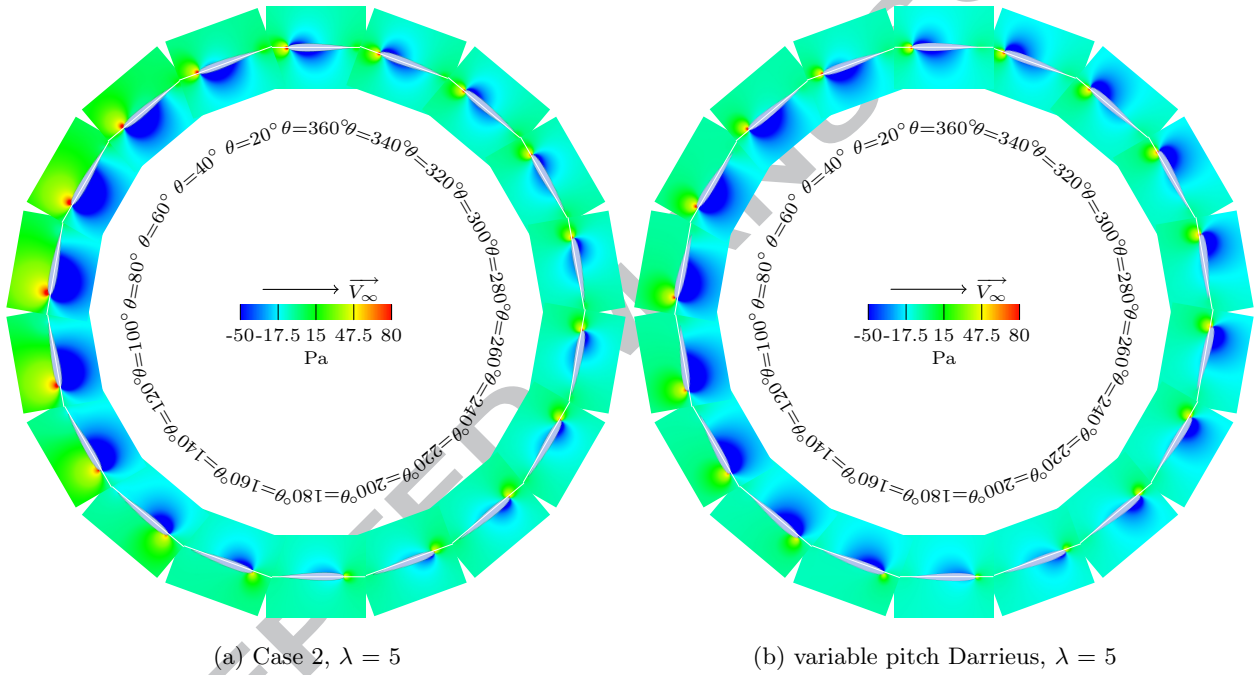 θ=360°
θ=20°
θ=40°
θ=60°
θ=80°
θ=100°
θ=120°
θ=140°
θ=160°
θ=180°
θ=200°
θ=220°
θ=240°
θ=260°
θ=280°
θ=300°
θ=320°
θ=340°
V∞
-50 -17.5 15 47.5 80
Pa
(a) Case 2, λ = 5
θ=360°
θ=20°
θ=40°
θ=60°
θ=80°
θ=100°
θ=120°
θ=140°
θ=160°
θ=180°
θ=200°
θ=220°
θ=240°
θ=260°
θ=280°
θ=300°
θ=320°
θ=340°
V∞
-50 -17.5 15 47.5 80
Pa
(b) variable pitch Darrieus, λ = 5